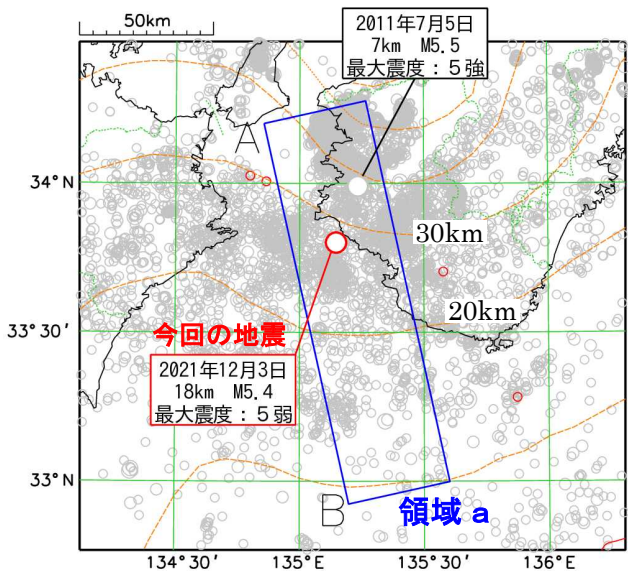 50km
2011年7月5日
7km M5.5
最大震度：５強
A
34°N
30km
20km
33°30'
今回の地震
2021年12月3日
18km M5.4
最大震度：５弱
33°N
B
領域 a
134°30'
135°E
135°30'
136°E